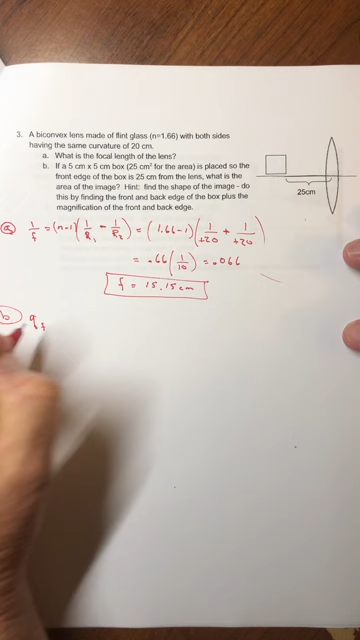 3. A biconvex lens made of flint glass (n=1.66) with both sides
having the same curvature of 20 cm.
a. What is the focal length of the lens?
b. If a 5 cm x 5 cm box (25 cm² for the area) is placed so the
front edge of the box is 25 cm from the lens, what is the
area of the image? Hint: find the shape of the image - do
this by finding the front and back edge of the box plus the
magnification of the front and back edge.
25cm
(a) 1/f = (n-1)(1/R₁ - 1/R₂) = (1.66-1)(1/+20 + 1/+20)
= .66(1/10) = .066
f = 15.15cm
(b) q_f